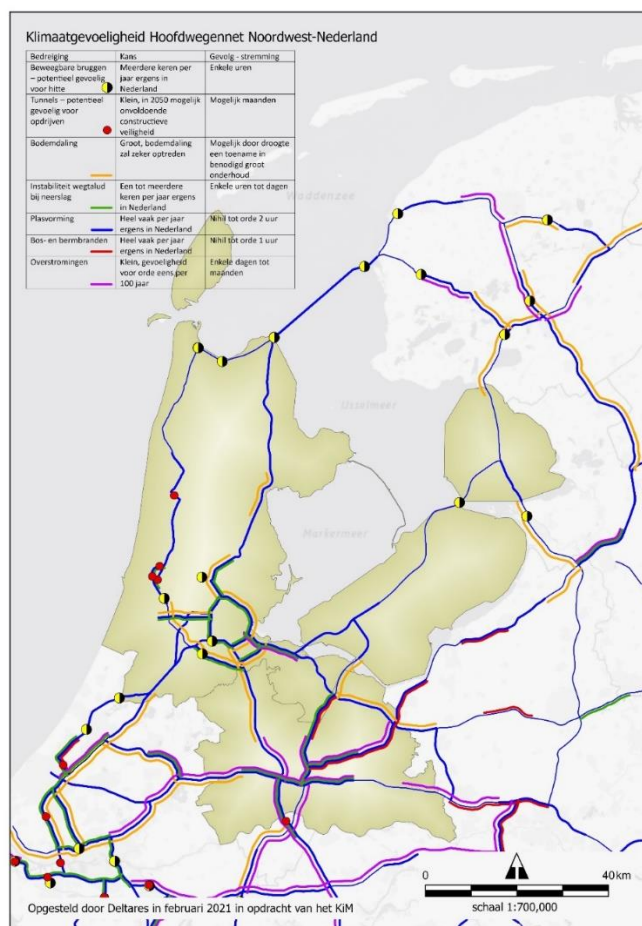 Klimaatgevoeligheid Hoofdwegennet Noordwest-Nederland
Bedreiging Kans Gevolg - stremming
Beweegbare bruggen Meerdere keren per Enkele uren
– potentieel gevoelig jaar ergens in
voor hitte Nederland
Tunnels – potentieel Klein, in 2050 mogelijk Mogelijk maanden
gevoelig voor onvoldoende
opdrijven constructieve
veiligheid
Bodemdaling Groot, bodemdaling Mogelijk door droogte
zal zeker optreden een toename in
benodigd groot
onderhoud
Instabiliteit wegtalud Een tot meerdere Enkele uren tot dagen
bij neerslag keren per jaar ergens
in Nederland
Plasvorming Heel vaak per jaar Nihil tot orde 2 uur
ergens in Nederland
Bos- en bermbranden Heel vaak per jaar Nihil tot orde 1 uur
ergens in Nederland
Overstromingen Klein, gevoeligheid Enkele dagen tot
voor orde eens per maanden
100 jaar
Waddenzee
IJsselmeer
Markermeer
0 40 km
schaal 1:700,000
Opgesteld door Deltares in februari 2021 in opdracht van het KiM